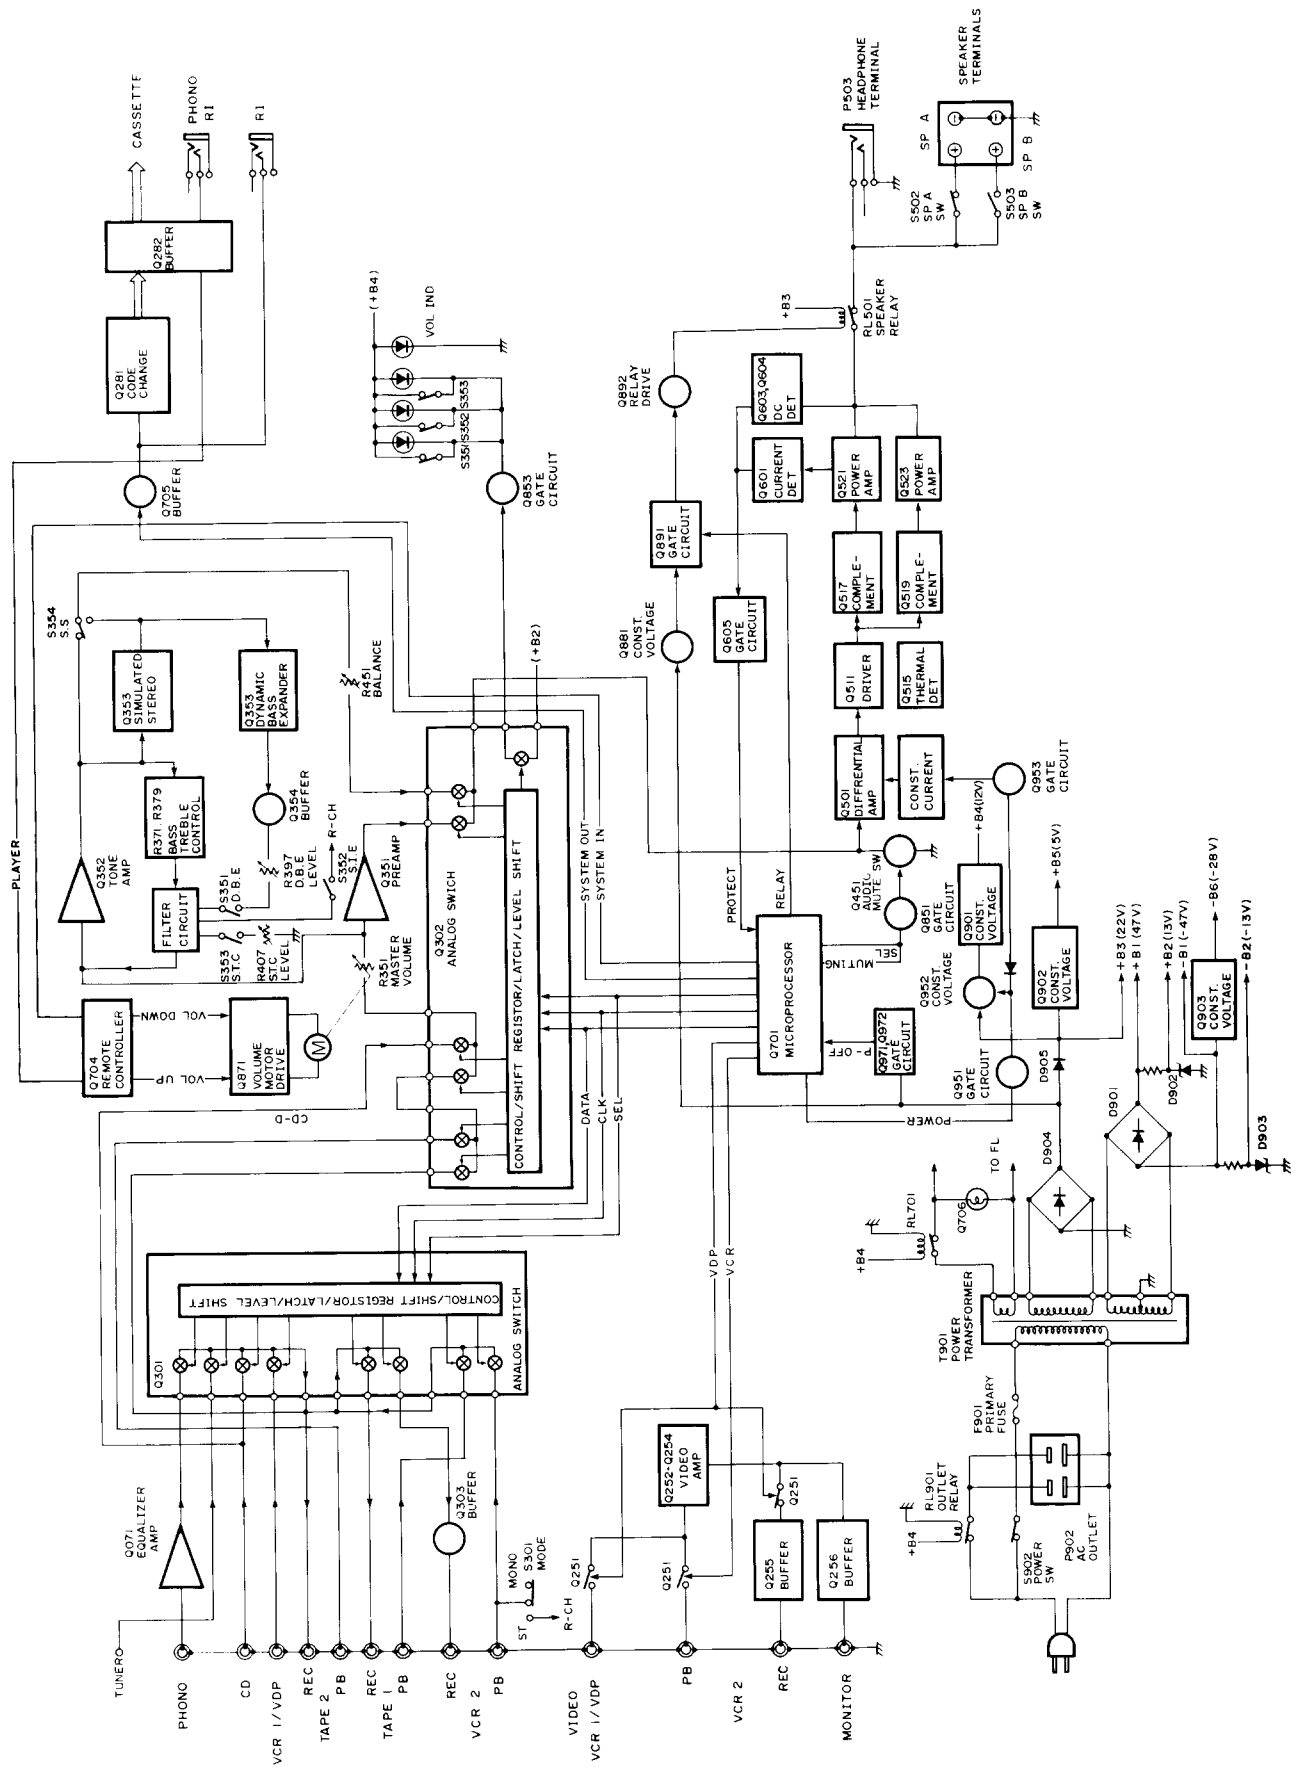 TUNER
PHONO
CD
VCR 1/VDP
REC
TAPE 2
PB
REC
TAPE 1
PB
REC
VCR 2
PB
VIDEO
VCR 1/VDP
PB
VCR 2
REC
MONITOR
Q071
EQUALIZER
AMP
Q303 BUFFER
MONO
S301
MODE
ST
R-CH
Q251
Q251
Q251
Q252-Q254
VIDEO
AMP
Q255
BUFFER
Q256
BUFFER
VDP
VCR
Q301
CONTROL/SHIFT REGISTOR/LATCH/LEVEL SHIFT
ANALOG SWITCH
CD-D
PLAYER
Q704
REMOTE
CONTROLLER
VOL DOWN
VOL UP
Q871
VOLUME
MOTOR
DRIVE
M
R351
MASTER
VOLUME
Q352
TONE
AMP
FILTER
CIRCUIT
S353
S.T.C
R407
S.T.C
LEVEL
S351
D.B.E
R397
D.B.E
LEVEL
R-CH
S352
S.I.E
Q351
PREAMP
R371, R379
BASS
TREBLE
CONTROL
Q354
BUFFER
Q353
SIMULATED
STEREO
Q353
DYNAMIC
BASS
EXPANDER
S354
S.S
R451
BALANCE
Q302
ANALOG SWICH
CONTROL/SHIFT REGISTOR/LATCH/LEVEL SHIFT
(+B2)
Q705
BUFFER
Q281
CODE
CHANGE
Q282
BUFFER
CASSETTE
PHONO
RI
RI
(+B4)
VOL IND
S351
S352
S353
Q853
GATE
CIRCUIT
DATA
CLK
SEL
SYSTEM OUT
SYSTEM IN
PROTECT
RELAY
Q701
MICROPROCESSOR
MUTING
SEL
P-OFF
POWER
Q971,Q972
GATE
CIRCUIT
Q451
AUDIO
MUTE SW
Q851
GATE
CIRCUIT
Q605
GATE
CIRCUIT
Q881
CONST.
VOLTAGE
Q891
GATE
CIRCUIT
Q892
RELAY
DRIVE
Q603,Q604
DC
DET
Q601
CURRENT
DET
Q501
DIFFERENTIAL
AMP
CONST.
CURRENT
Q511
DRIVER
Q515
THERMAL
DET
Q517
COMPLE-
MENT
Q519
COMPLE-
MENT
Q521
POWER
AMP
Q523
POWER
AMP
+B3
RL501
SPEAKER
RELAY
P503
HEADPHONE
TERMINAL
S502
SP A
SW
S503
SP B
SW
SP A
SP B
SPEAKER
TERMINALS
Q953
GATE
CIRCUIT
+B4(12V)
Q901
CONST.
VOLTAGE
Q952
CONST.
VOLTAGE
Q902
CONST.
VOLTAGE
+B5(5V)
Q951
GATE
CIRCUIT
D905
+B3(22V)
+B1(47V)
+B2(13V)
-B1(-47V)
Q903
CONST.
VOLTAGE
-B6(-28V)
-B2(-13V)
D901
D902
D903
D904
TO FL
Q706
RL701
+B4
T901
POWER
TRANSFORMER
F901
PRIMARY
FUSE
RL901
OUTLET
RELAY
+B4
S902
POWER
SW
P902
AC
OUTLET